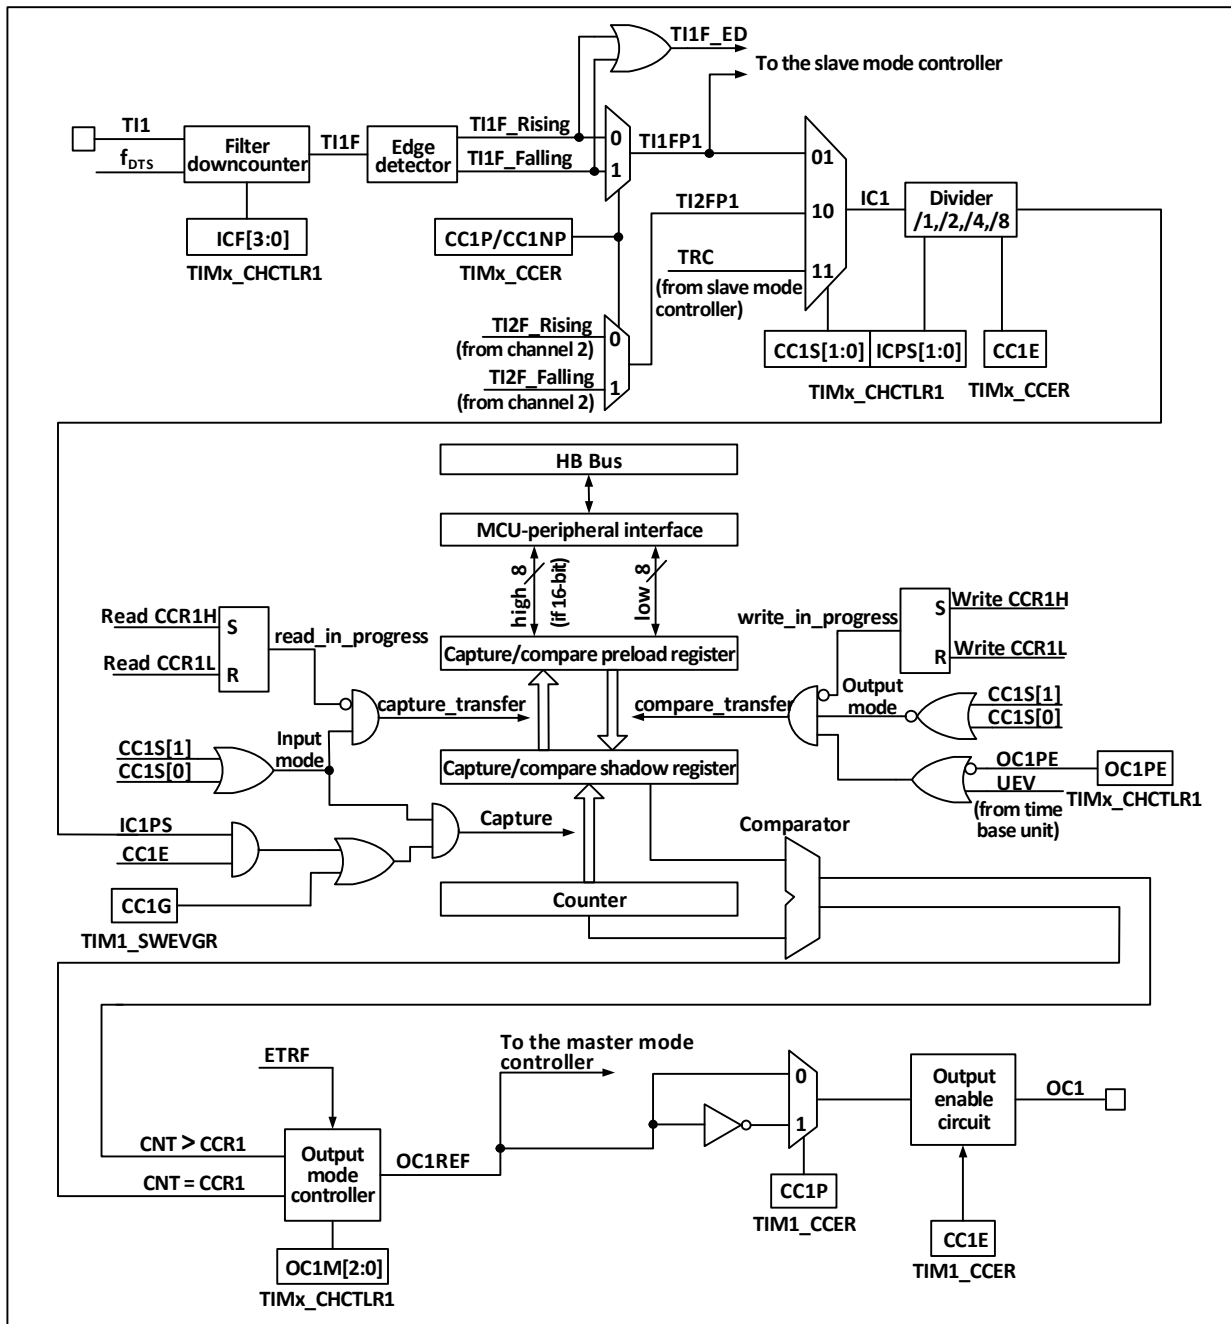 TI1F_ED
To the slave mode controller
TI1
fDTS
Filter
downcounter
TI1F
Edge
detector
TI1F_Rising
TI1F_Falling
0
1
TI1FP1
TI2FP1
TRC
(from slave mode
controller)
01
10
11
IC1
Divider
/1,/2,/4,/8
ICF[3:0]
TIMx_CHCTLR1
CC1P/CC1NP
TIMx_CCER
TI2F_Rising
(from channel 2)
TI2F_Falling
(from channel 2)
0
1
CC1S[1:0]
ICPS[1:0]
TIMx_CHCTLR1
CC1E
TIMx_CCER
HB Bus
MCU-peripheral interface
high
8
(if 16-bit)
low
8
Read CCR1H
Read CCR1L
S
R
read_in_progress
Capture/compare preload register
write_in_progress
S
R
Write CCR1H
Write CCR1L
capture_transfer
compare_transfer
Output
mode
CC1S[1]
CC1S[0]
CC1S[1]
CC1S[0]
Input
mode
Capture/compare shadow register
OC1PE
UEV
(from time
base unit)
OC1PE
TIMx_CHCTLR1
IC1PS
CC1E
CC1G
TIM1_SWEVGR
Capture
Counter
Comparator
ETRF
To the master mode
controller
CNT > CCR1
CNT = CCR1
Output
mode
controller
OC1REF
OC1M[2:0]
TIMx_CHCTLR1
0
1
CC1P
TIM1_CCER
Output
enable
circuit
OC1
CC1E
TIM1_CCER